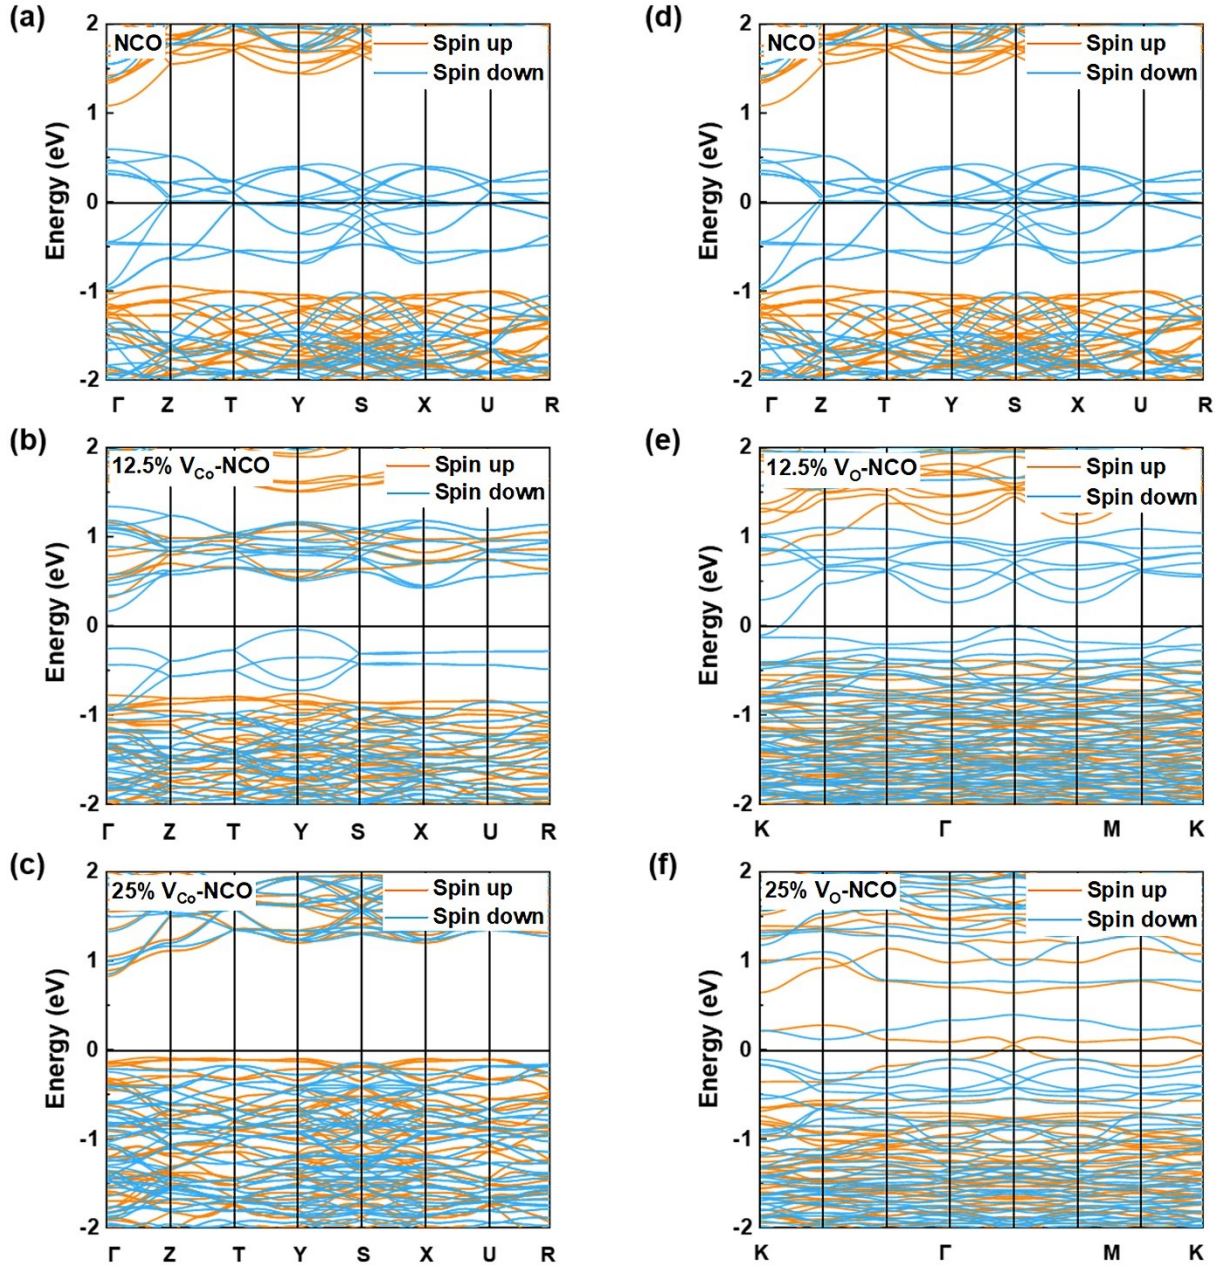 (a)
NCO
Spin up
Spin down
Energy (eV)
2
1
0
-1
-2
Γ Z T Y S X U R
(d)
NCO
Spin up
Spin down
Energy (eV)
2
1
0
-1
-2
Γ Z T Y S X U R
(b)
12.5% V_Co-NCO
Spin up
Spin down
Energy (eV)
2
1
0
-1
-2
Γ Z T Y S X U R
(e)
12.5% V_O-NCO
Spin up
Spin down
Energy (eV)
2
1
0
-1
-2
K Γ M K
(c)
25% V_Co-NCO
Spin up
Spin down
Energy (eV)
2
1
0
-1
-2
Γ Z T Y S X U R
(f)
25% V_O-NCO
Spin up
Spin down
Energy (eV)
2
1
0
-1
-2
K Γ M K